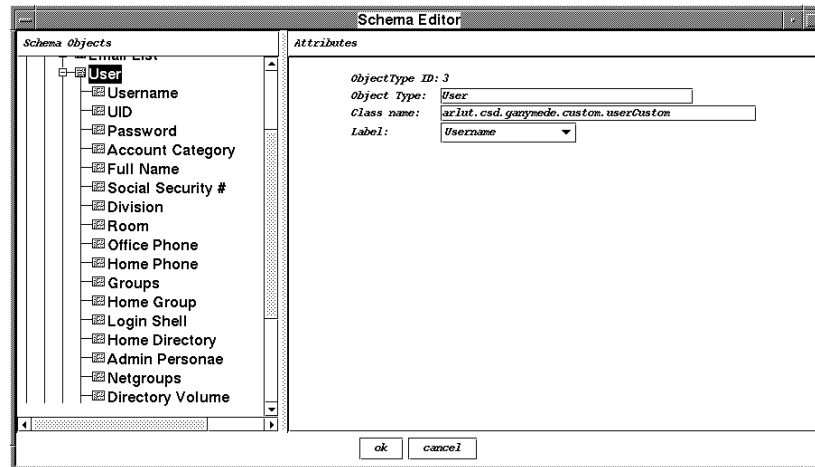 Schema Editor
Schema Objects
Email List
User
Username
UID
Password
Account Category
Full Name
Social Security #
Division
Room
Office Phone
Home Phone
Groups
Home Group
Login Shell
Home Directory
Admin Personae
Netgroups
Directory Volume
Attributes
ObjectType ID: 3
Object Type: User
Class name: arlut.csd.ganymede.custom.userCustom
Label: Username
ok cancel